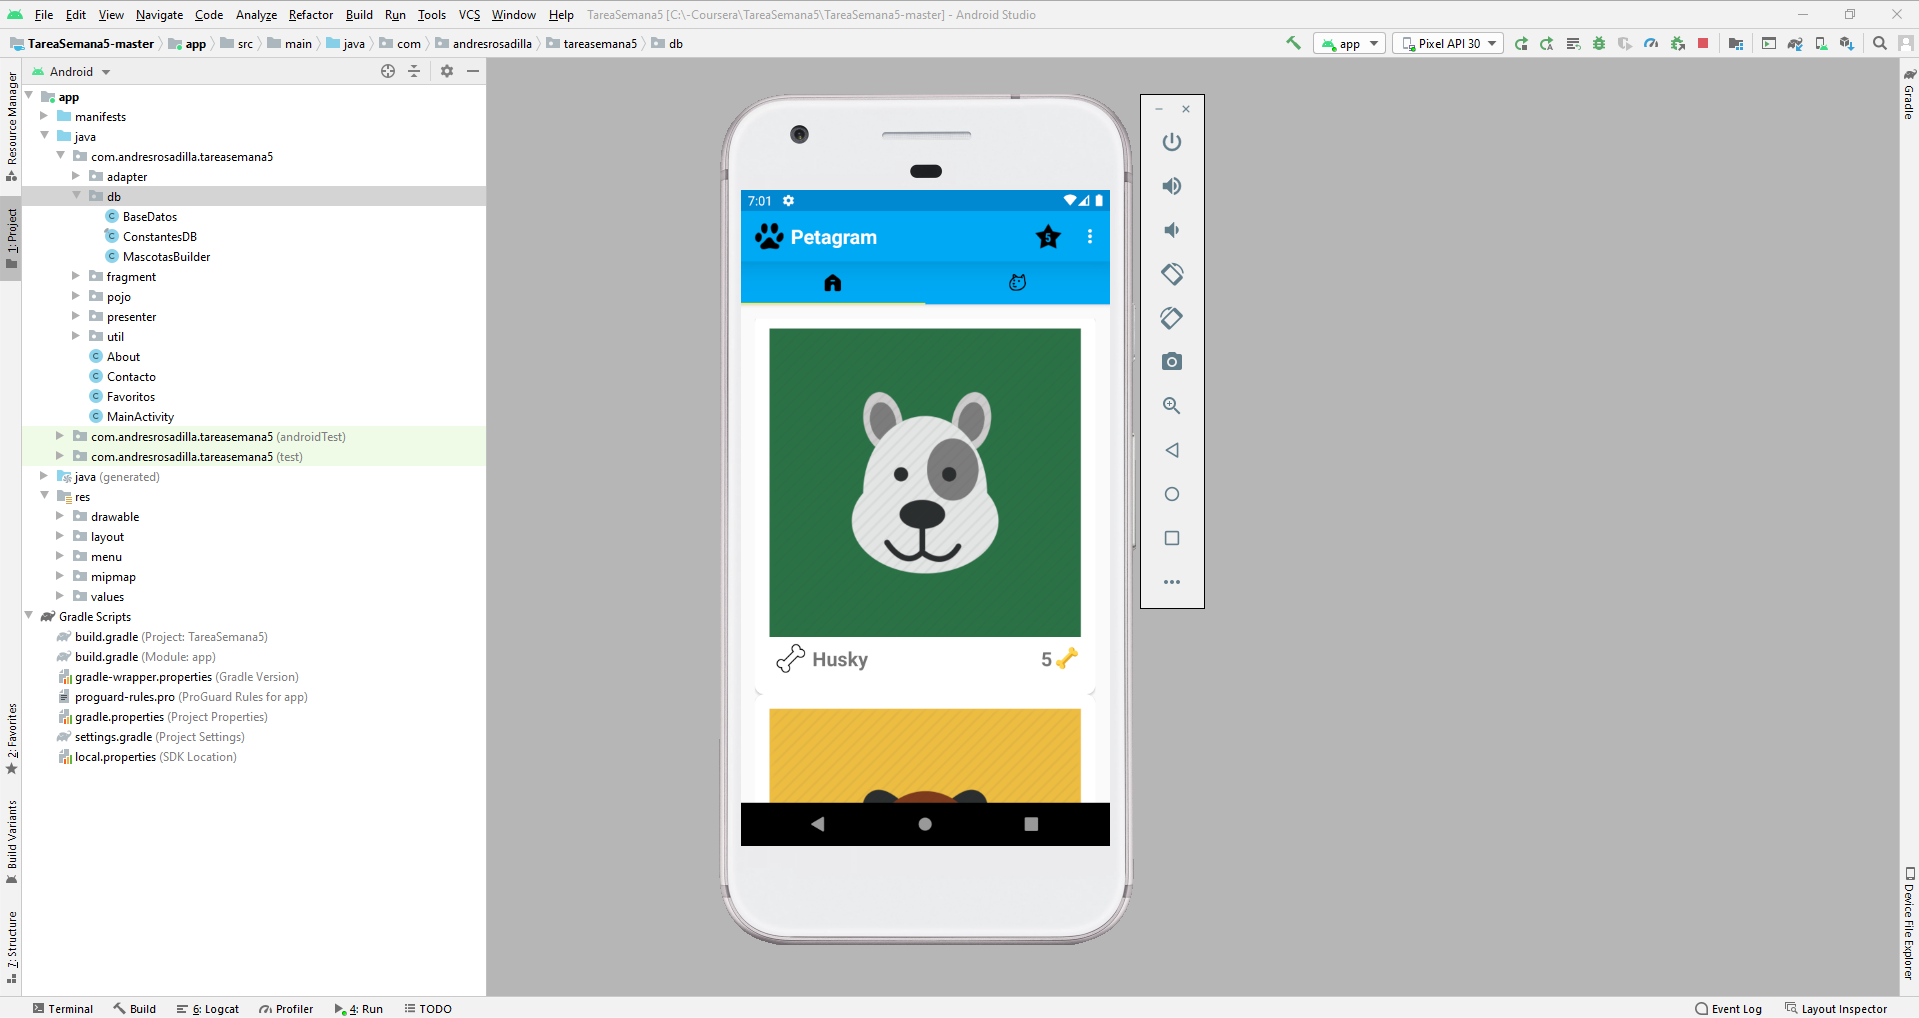 File Edit View Navigate Code Analyze Refactor Build Run Tools VCS Window Help TareaSemana5 [C:\-Coursera\TareaSemana5\TareaSemana5-master] - Android Studio
TareaSemana5-master app src main java com andresrosadilla tareasemana5 db app Pixel API 30
Android
app
manifests
java
com.andresrosadilla.tareasemana5
adapter
db
BaseDatos
ConstantesDB
MascotasBuilder
fragment
pojo
presenter
util
About
Contacto
Favoritos
MainActivity
com.andresrosadilla.tareasemana5 (androidTest)
com.andresrosadilla.tareasemana5 (test)
java (generated)
res
drawable
layout
menu
mipmap
values
Gradle Scripts
build.gradle (Project: TareaSemana5)
build.gradle (Module: app)
gradle-wrapper.properties (Gradle Version)
proguard-rules.pro (ProGuard Rules for app)
gradle.properties (Project Properties)
settings.gradle (Project Settings)
local.properties (SDK Location)
Resource Manager
1: Project
2: Favorites
Build Variants
7: Structure
7:01
Petagram
5
Husky
5
Gradle
Device File Explorer
Terminal Build 6: Logcat Profiler 4: Run TODO Event Log Layout Inspector